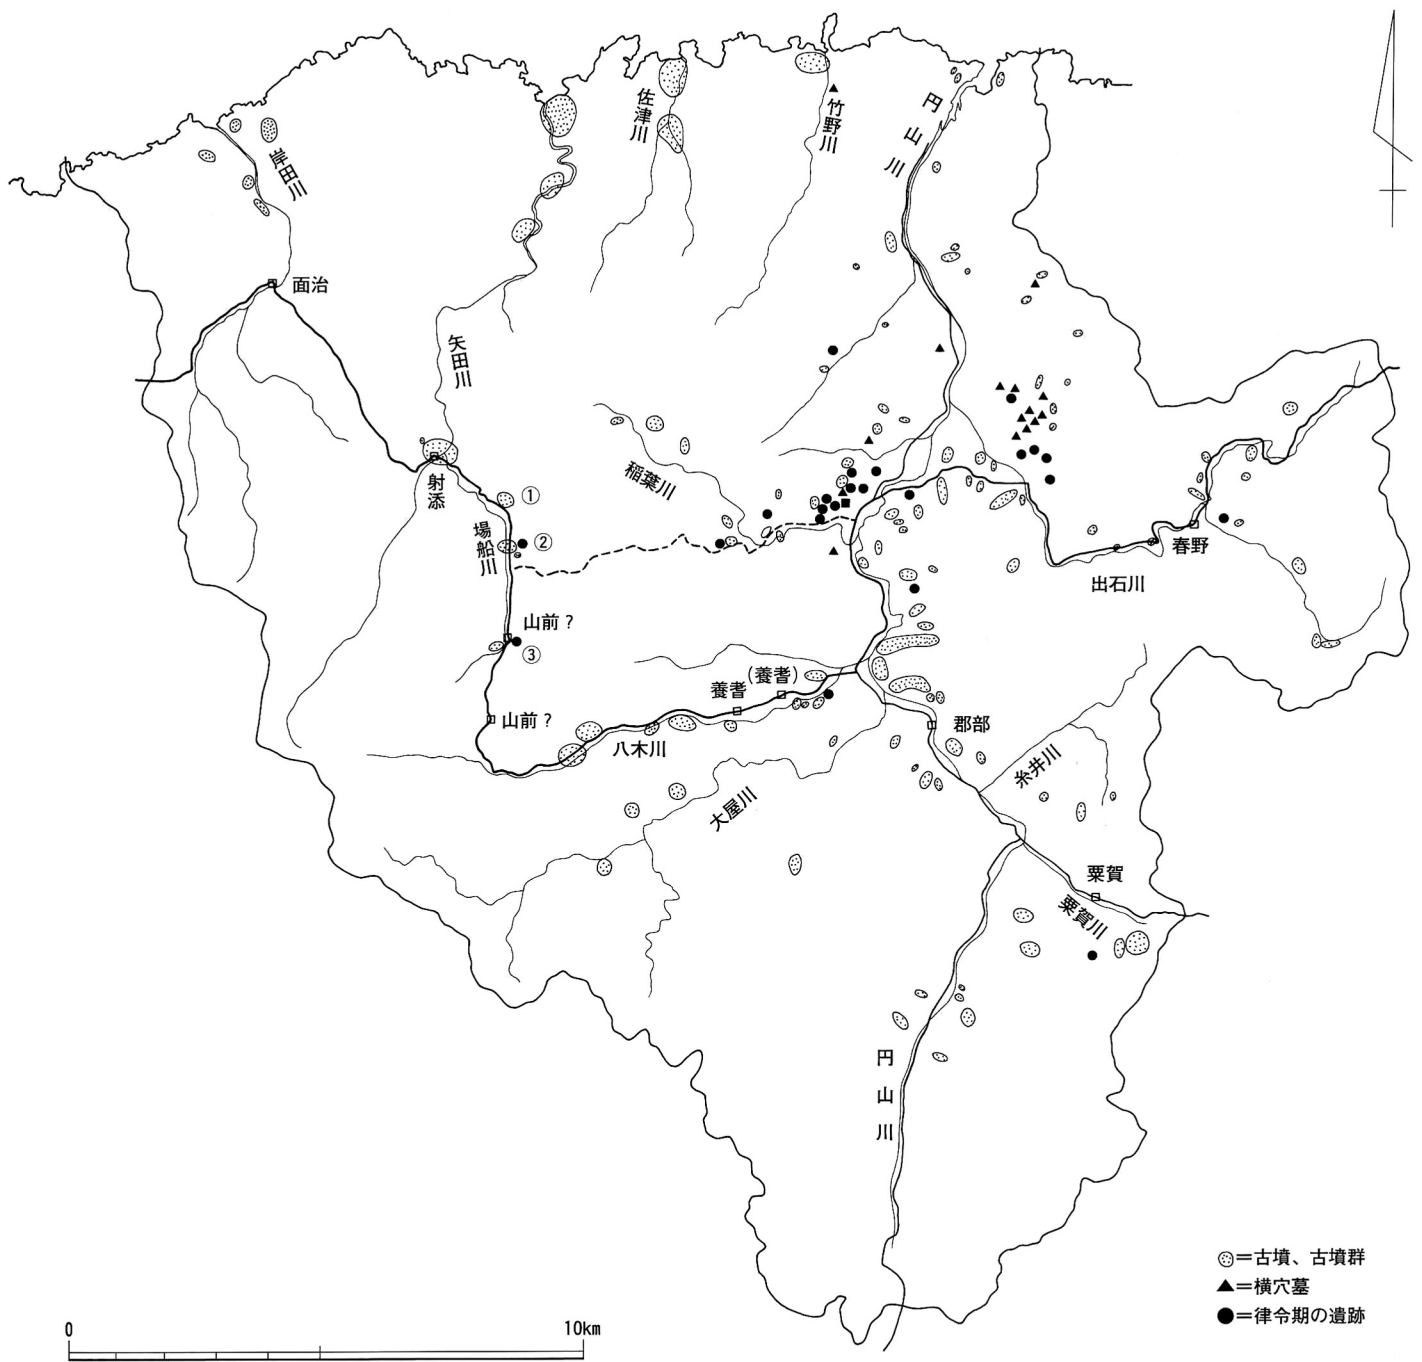 佐津川
竹野川
円山川
岸田川
面治
矢田川
稲葉川
射添
①
場船川
②
春野
出石川
山前?
③
養耆
(養耆)
山前?
郡部
八木川
糸井川
大屋川
粟賀
粟賀川
円山川
=古墳、古墳群
=横穴墓
=律令期の遺跡
0
10km